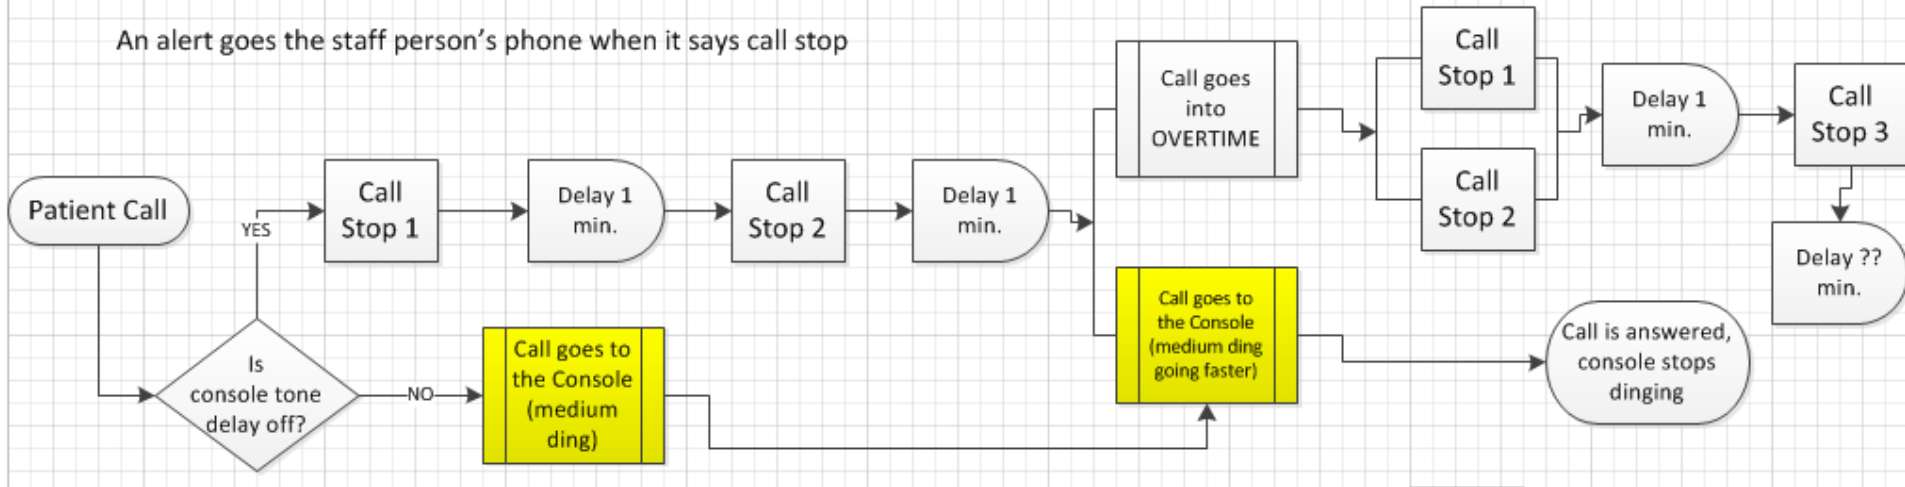 An alert goes the staff person's phone when it says call stop
Patient Call
Is
console tone
delay off?
YES
NO
Call
Stop 1
Delay 1
min.
Call
Stop 2
Delay 1
min.
Call goes to
the Console
(medium
ding)
Call goes
into
OVERTIME
Call goes to
the Console
(medium ding
going faster)
Call
Stop 1
Call
Stop 2
Delay 1
min.
Call
Stop 3
Delay ??
min.
Call is answered,
console stops
dinging